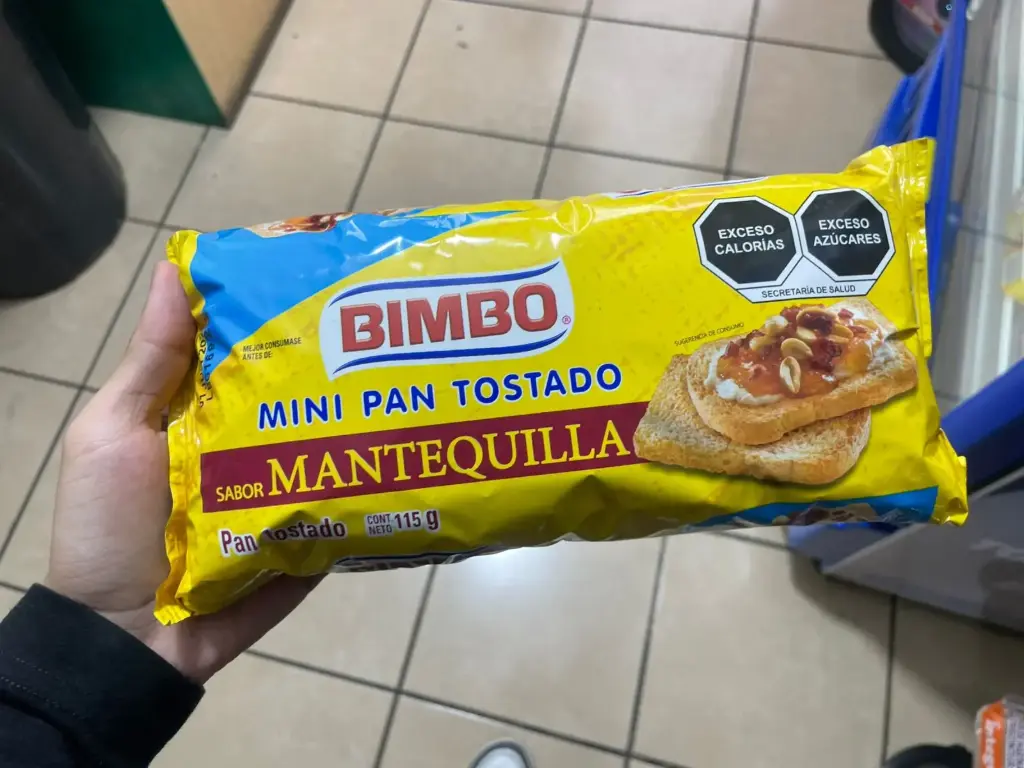 EXCESO
CALORÍAS
EXCESO
AZÚCARES
SECRETARÍA DE SALUD
BIMBO®
MEJOR CONSUMASE
ANTES DE:
SUGERENCIA DE CONSUMO
MINI PAN TOSTADO
SABOR MANTEQUILLA
Pan Tostado
CONT.
NETO 115 g